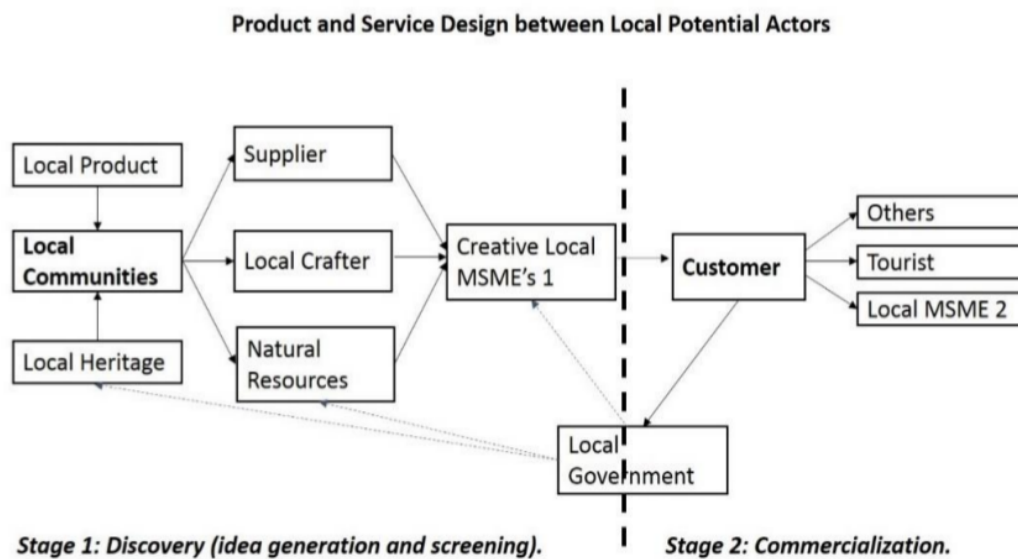 Product and Service Design between Local Potential Actors
Local Product
Local
Communities
Local Heritage
Supplier
Local Crafter
Natural
Resources
Creative Local
MSME's 1
Customer
Others
Tourist
Local MSME 2
Local
Government
Stage 1: Discovery (idea generation and screening).
Stage 2: Commercialization.